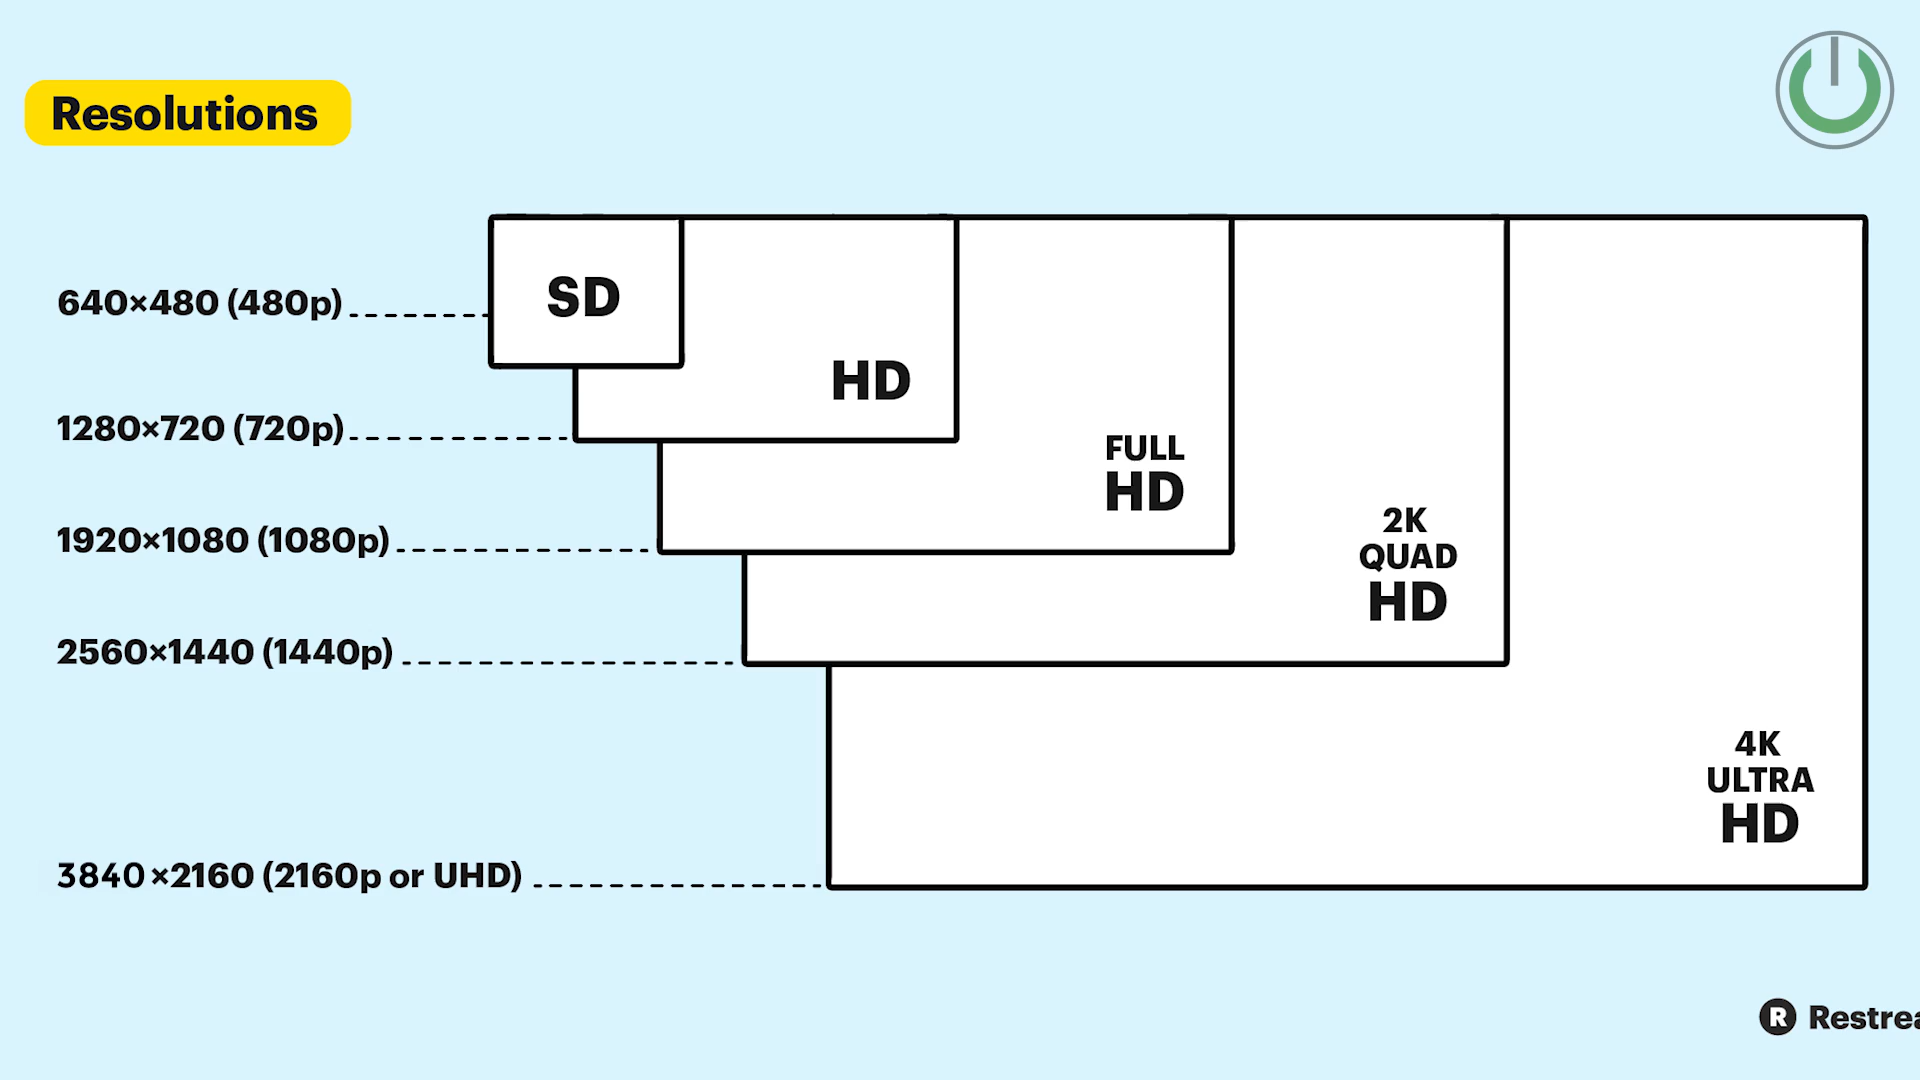 Resolutions
640×480 (480p)
SD
1280×720 (720p)
HD
1920×1080 (1080p)
FULL
HD
2560×1440 (1440p)
2K
QUAD
HD
3840×2160 (2160p or UHD)
4K
ULTRA
HD
R Restrea